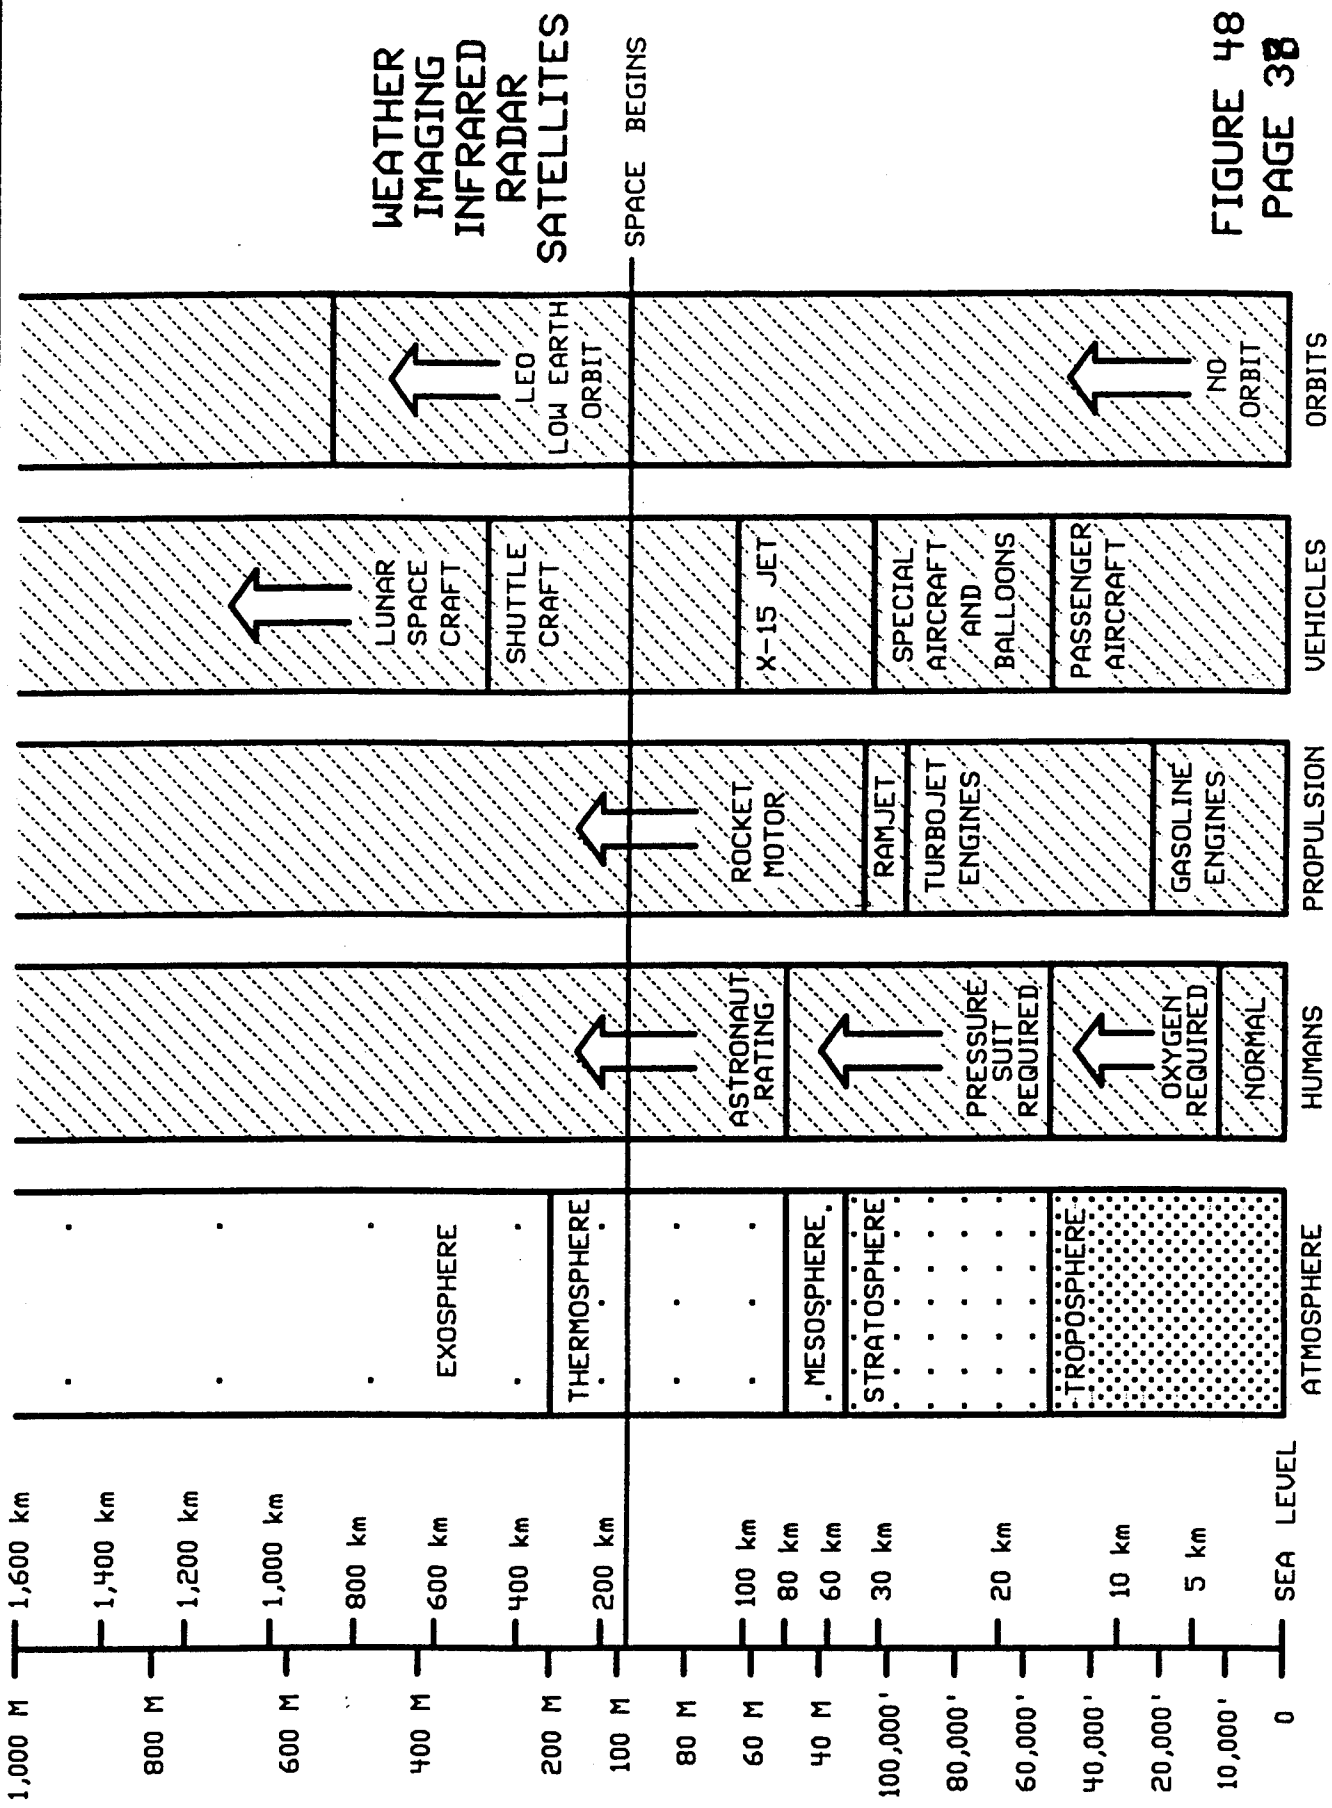 1,000 M
800 M
600 M
400 M
200 M
100 M
80 M
60 M
40 M
100,000'
80,000'
60,000'
40,000'
20,000'
10,000'
0
1,600 km
1,400 km
1,200 km
1,000 km
800 km
600 km
400 km
200 km
100 km
80 km
60 km
30 km
20 km
10 km
5 km
SEA LEVEL
EXOSPHERE
THERMOSPHERE
MESOSPHERE
STRATOSPHERE
TROPOSPHERE
ATMOSPHERE
ASTRONAUT
RATING
PRESSURE
SUIT
REQUIRED
OXYGEN
REQUIRED
NORMAL
HUMANS
ROCKET
MOTOR
RAMJET
TURBOJET
ENGINES
GASOLINE
ENGINES
PROPULSION
LUNAR
SPACE
CRAFT
SHUTTLE
CRAFT
X-15 JET
SPECIAL
AIRCRAFT
AND
BALLOONS
PASSENGER
AIRCRAFT
VEHICLES
LEO
LOW EARTH
ORBIT
NO
ORBIT
ORBITS
WEATHER
IMAGING
INFRARED
RADAR
SATELLITES
SPACE BEGINS
FIGURE 48
PAGE